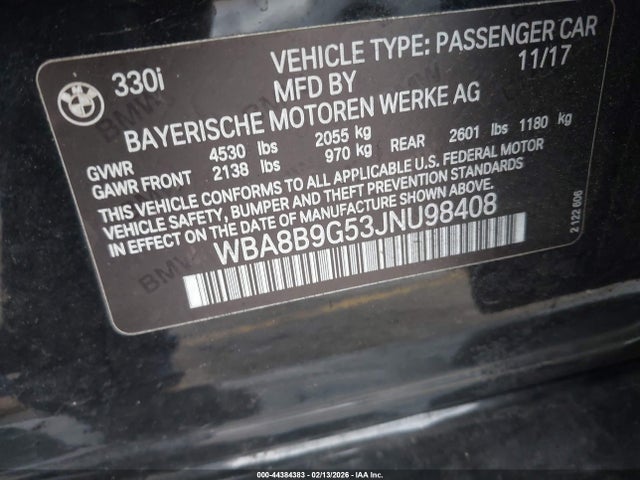 BMW
330i
VEHICLE TYPE: PASSENGER CAR
MFD BY 11/17
BAYERISCHE MOTOREN WERKE AG
GVWR 4530 lbs 2055 kg
GAWR FRONT 2138 lbs 970 kg REAR 2601 lbs 1180 kg
THIS VEHICLE CONFORMS TO ALL APPLICABLE U.S. FEDERAL MOTOR
VEHICLE SAFETY, BUMPER AND THEFT PREVENTION STANDARDS
IN EFFECT ON THE DATE OF MANUFACTURE SHOWN ABOVE.
WBA8B9G53JNU98408
2 122 606
000-44384383 - 02/13/2026 - IAA Inc.